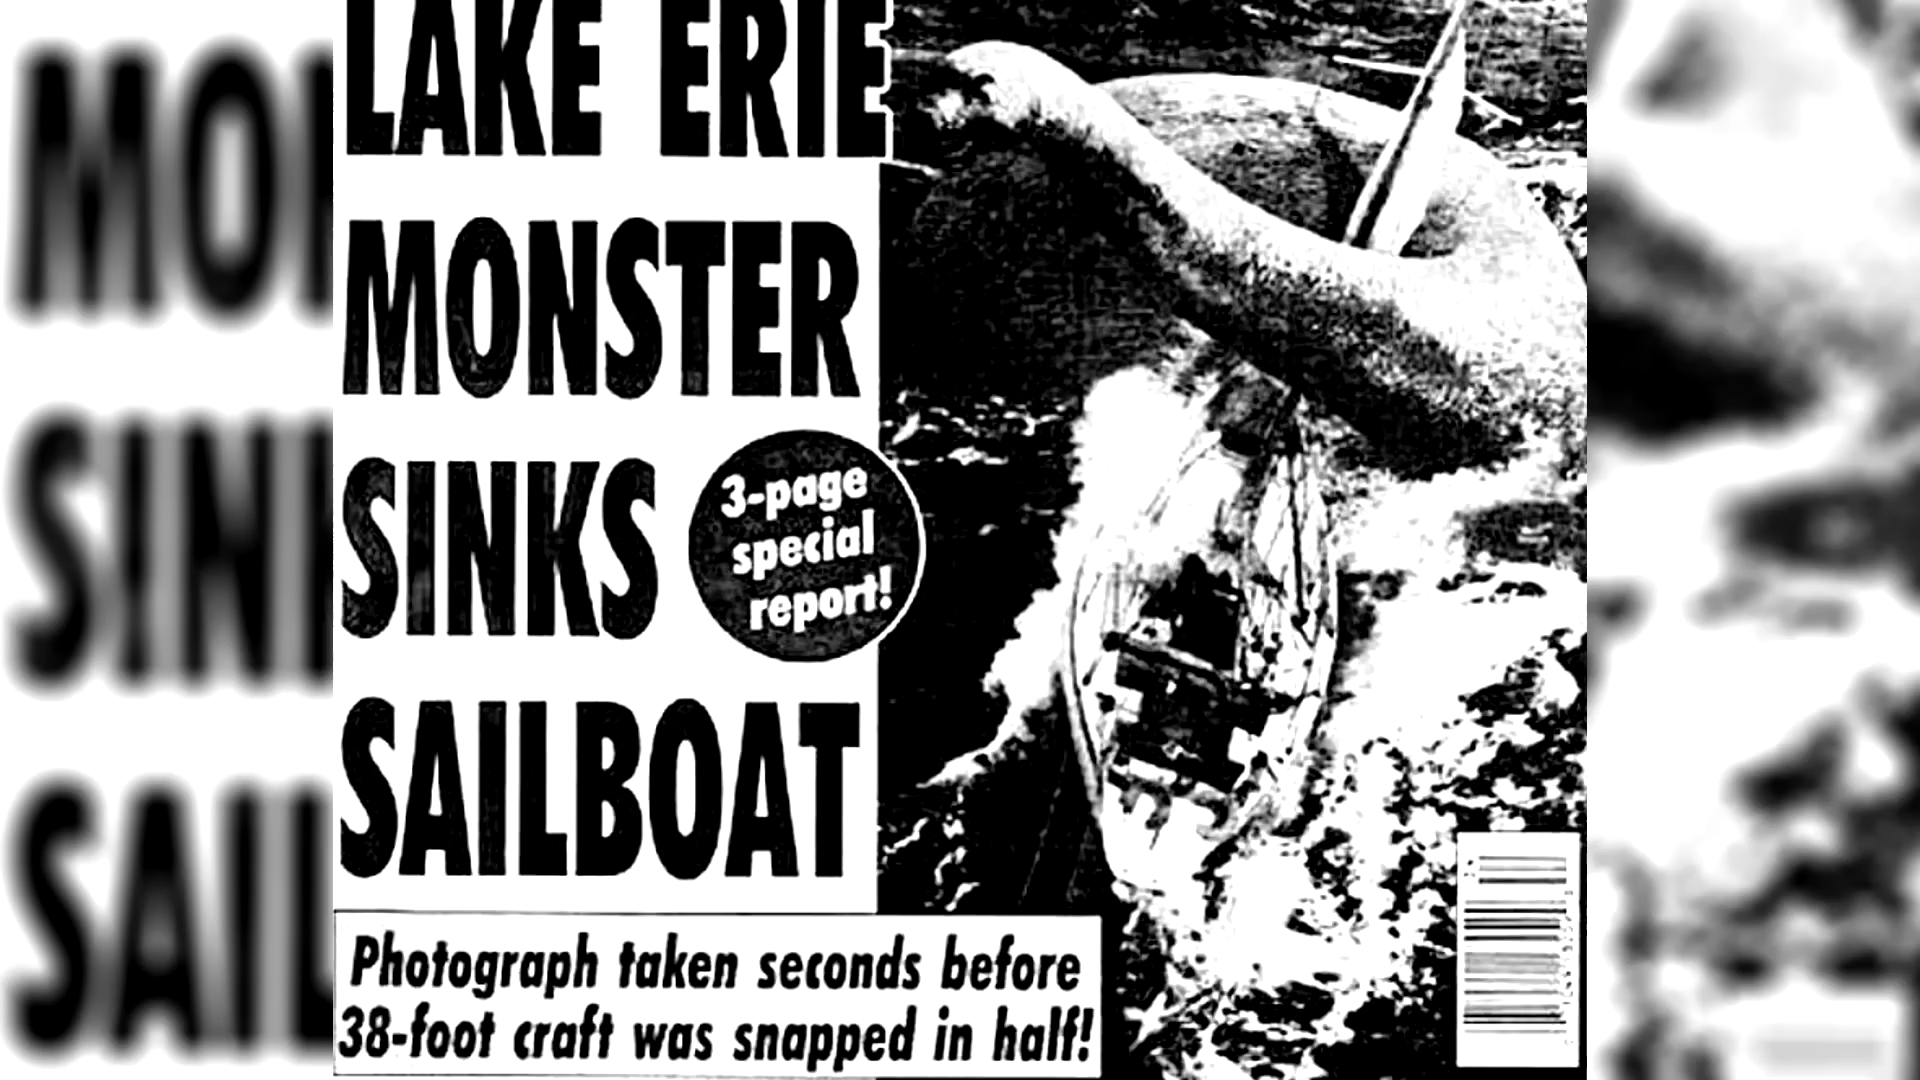 LAKE ERIE
MONSTER
SINKS
SAILBOAT
3-page
special
report!
Photograph taken seconds before
38-foot craft was snapped in half!